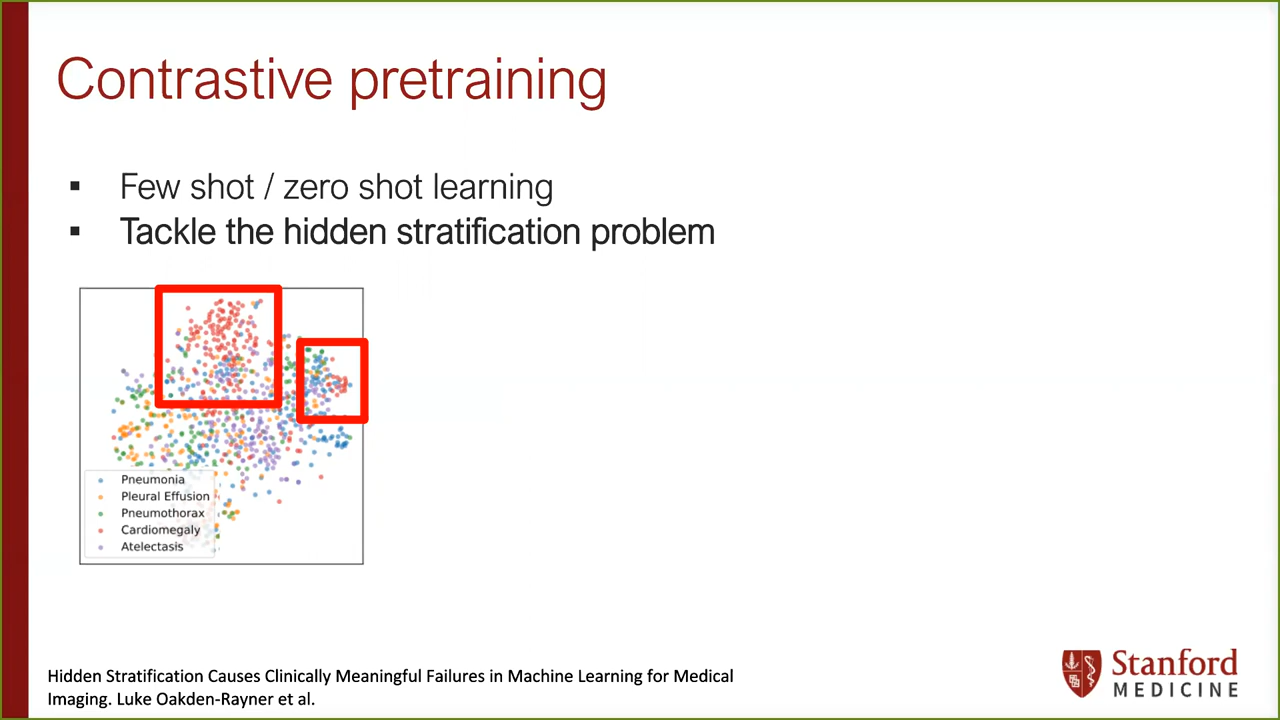 Contrastive pretraining
▪ Few shot / zero shot learning
▪ Tackle the hidden stratification problem
Pneumonia
Pleural Effusion
Pneumothorax
Cardiomegaly
Atelectasis
Hidden Stratification Causes Clinically Meaningful Failures in Machine Learning for Medical
Imaging. Luke Oakden-Rayner et al.
Stanford
MEDICINE